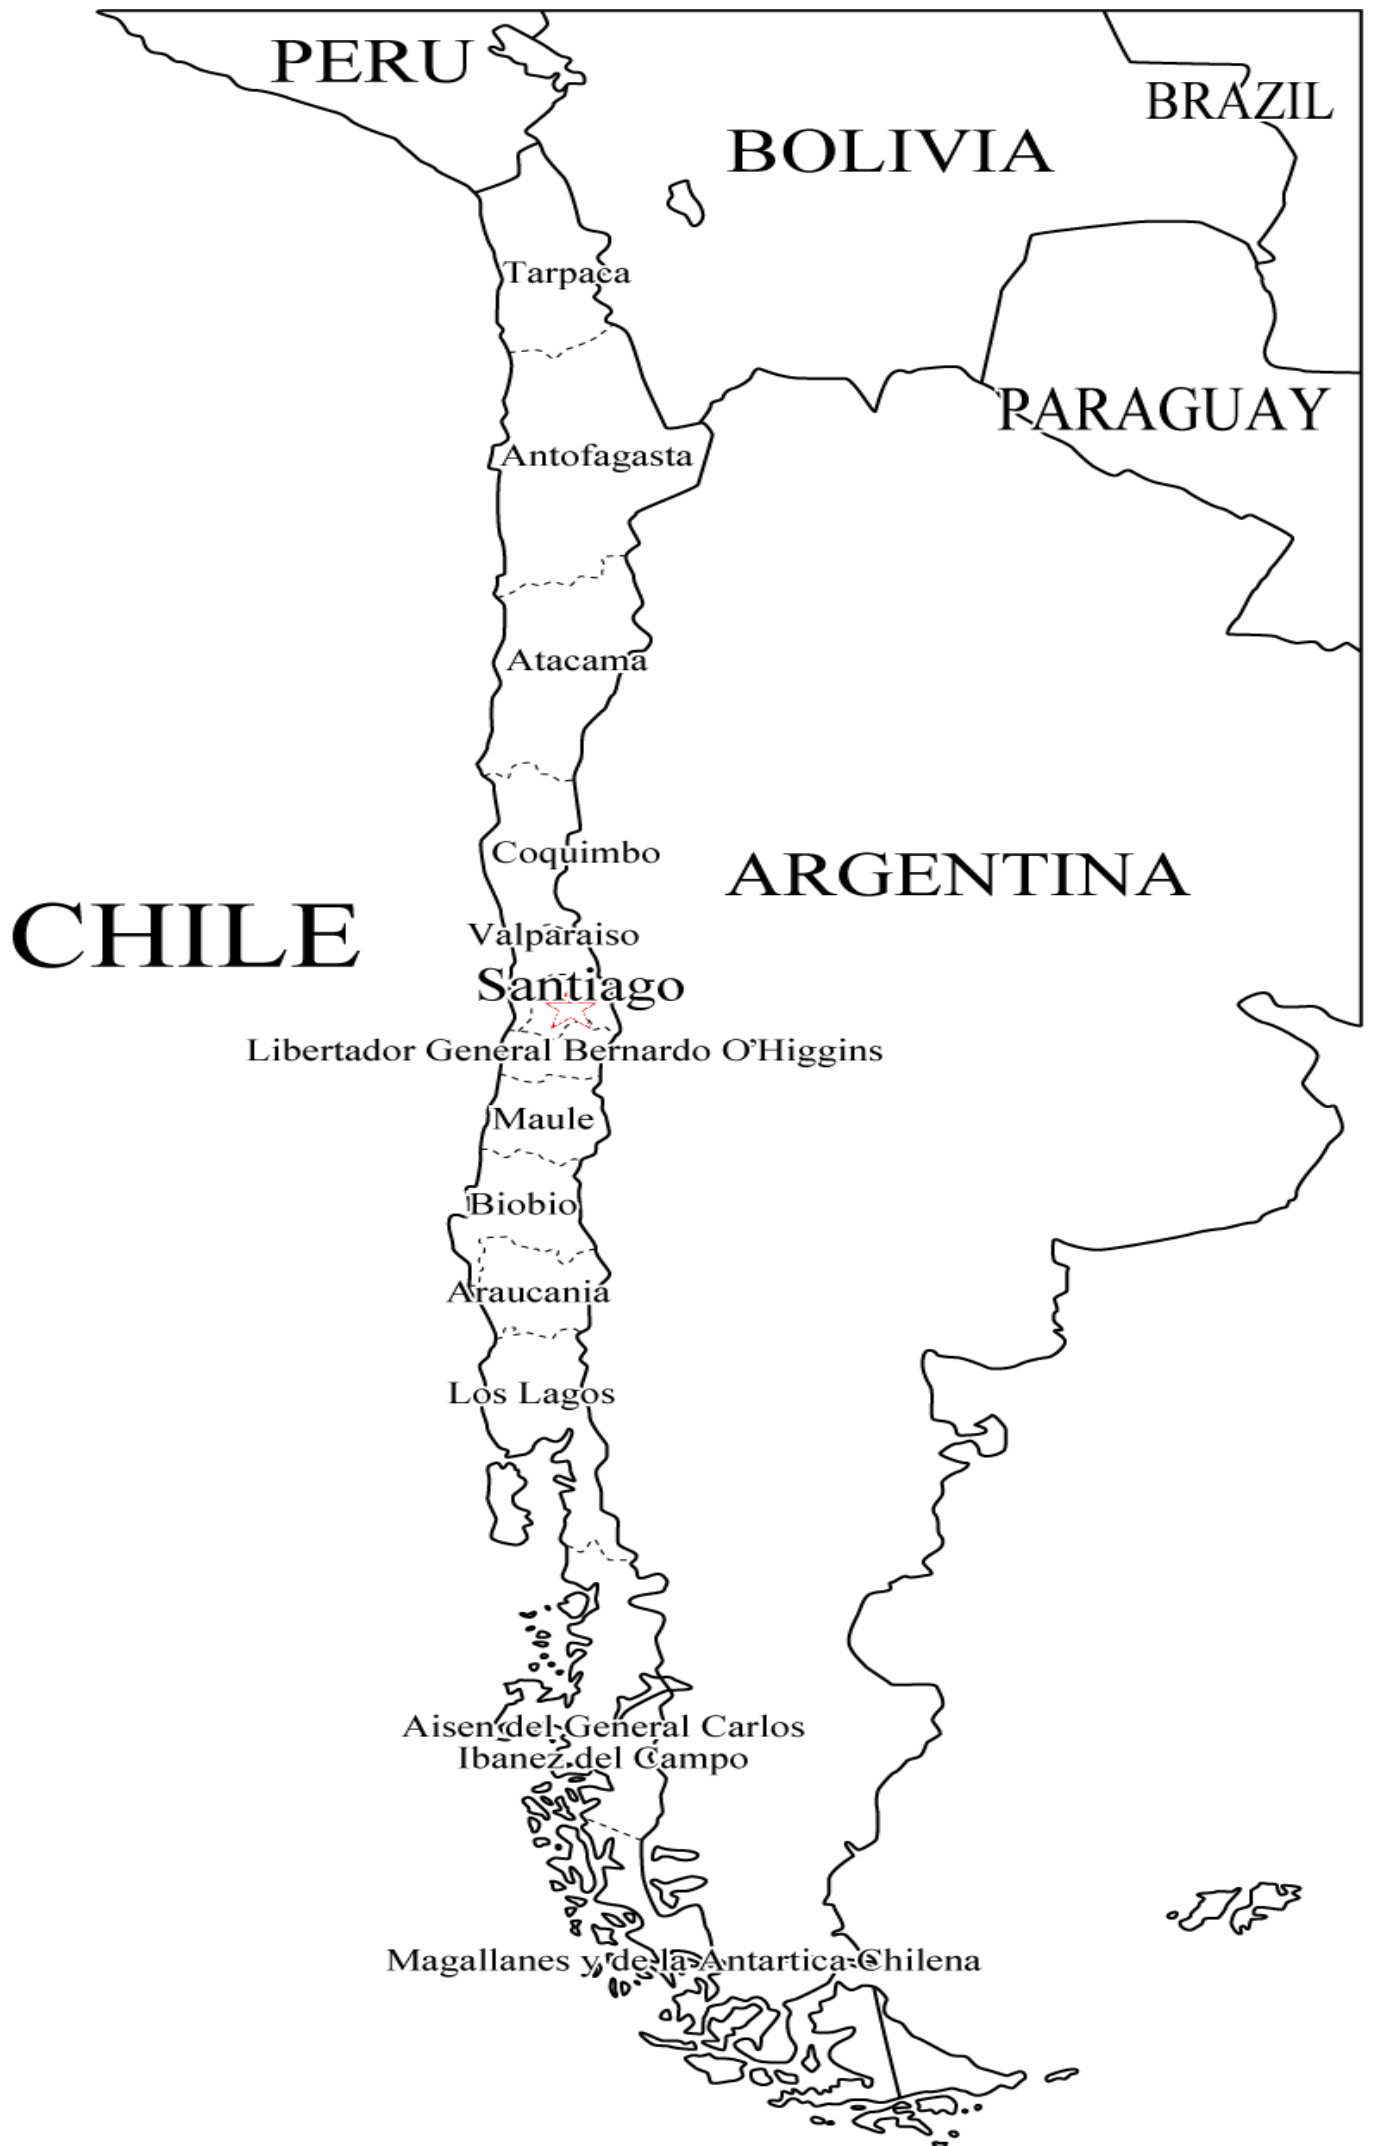 PERU
BRAZIL
BOLIVIA
Tarpaca
PARAGUAY
Antofagasta
Atacama
Coquimbo
ARGENTINA
CHILE
Valparaiso
Santiago
Libertador General Bernardo O’Higgins
Maule
Biobio
Araucania
Los Lagos
Aisen del General Carlos
Ibanez del Campo
Magallanes y de la Antartica Chilena